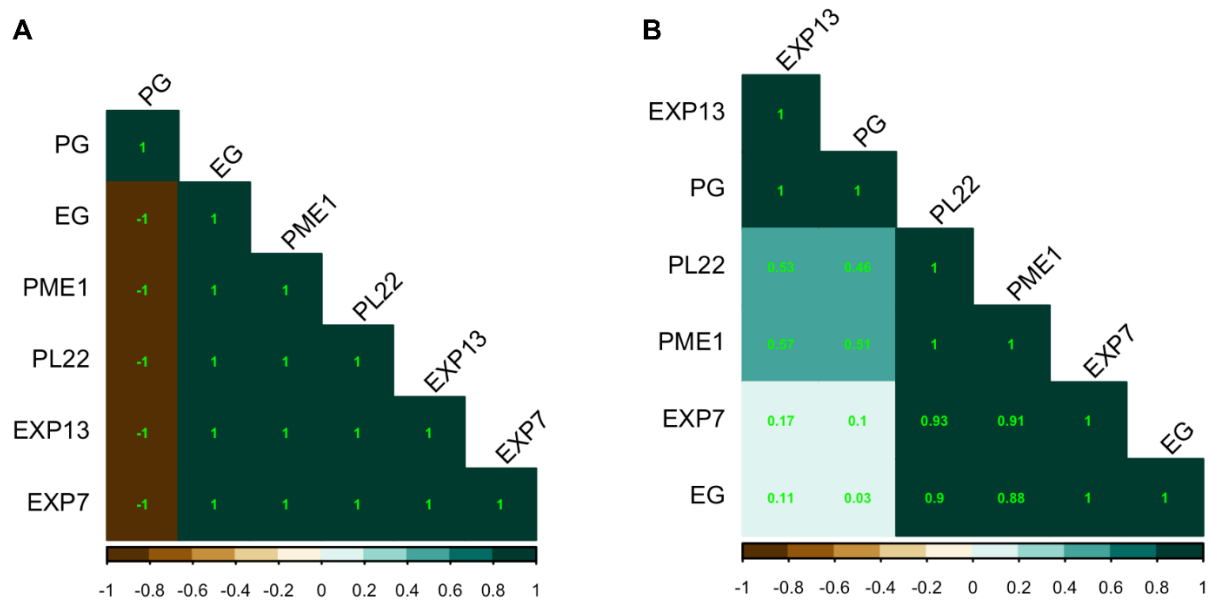 A
PG
PG 1
EG
EG -1 1
PME1
PME1 -1 1 1
PL22
PL22 -1 1 1 1
EXP13
EXP13 -1 1 1 1 1
EXP7
EXP7 -1 1 1 1 1 1
-1 -0.8 -0.6 -0.4 -0.2 0 0.2 0.4 0.6 0.8 1
B
EXP13
EXP13 1
PG
PG 1 1
PL22
PL22 0.53 0.46 1
PME1
PME1 0.57 0.51 1 1
EXP7
EXP7 0.17 0.1 0.93 0.91 1
EG
EG 0.11 0.03 0.9 0.88 1 1
-1 -0.8 -0.6 -0.4 -0.2 0 0.2 0.4 0.6 0.8 1